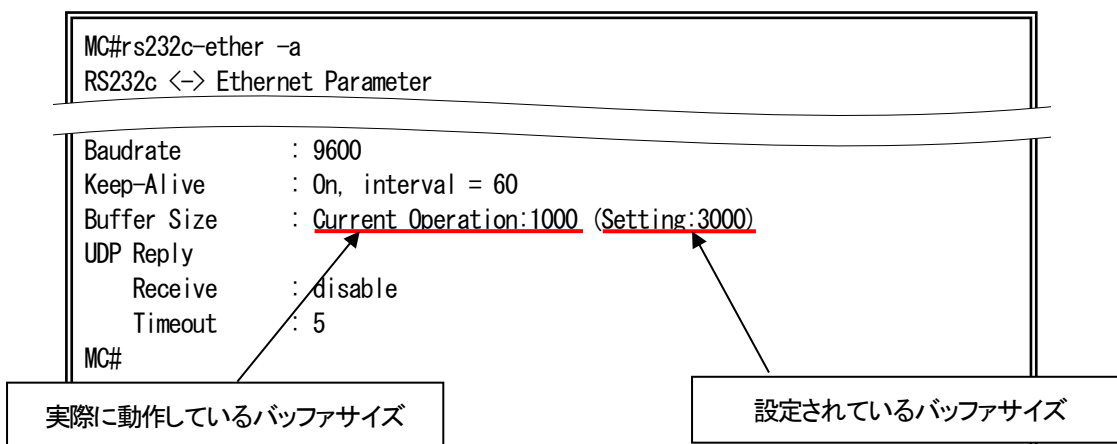 MC#rs232c-ether -a
RS232c <-> Ethernet Parameter
Baudrate : 9600
Keep-Alive : On, interval = 60
Buffer Size : Current Operation:1000 (Setting:3000)
UDP Reply
Receive : disable
Timeout : 5
MC#
実際に動作しているバッファサイズ
設定されているバッファサイズ